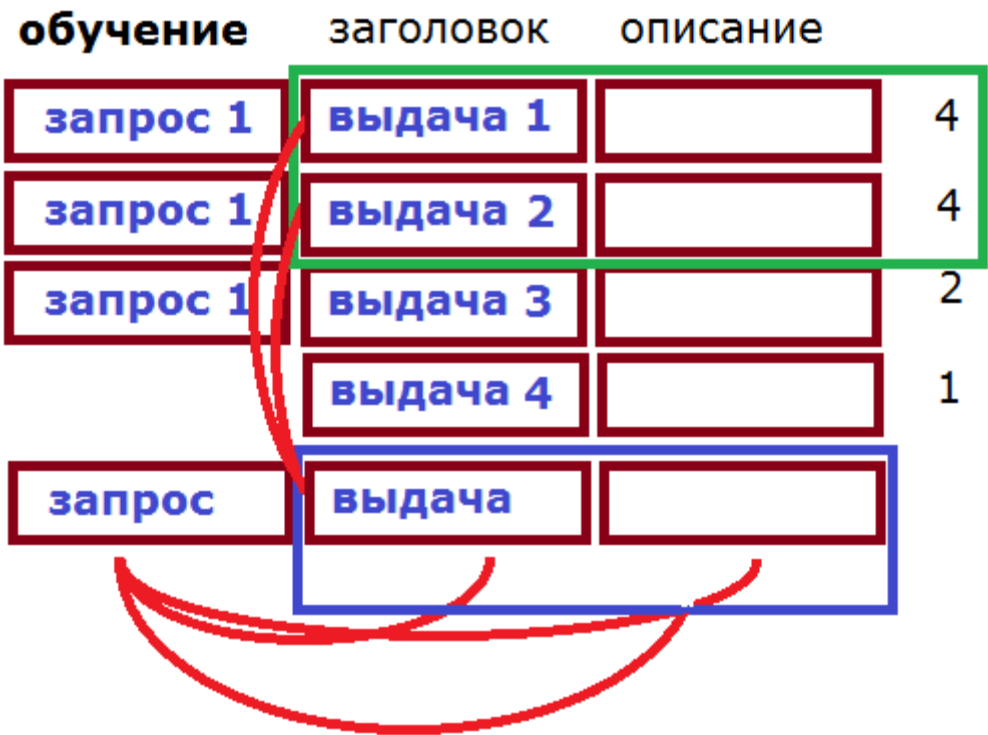 обучение заголовок описание
запрос 1 выдача 1 4
запрос 1 выдача 2 4
запрос 1 выдача 3 2
выдача 4 1
запрос выдача